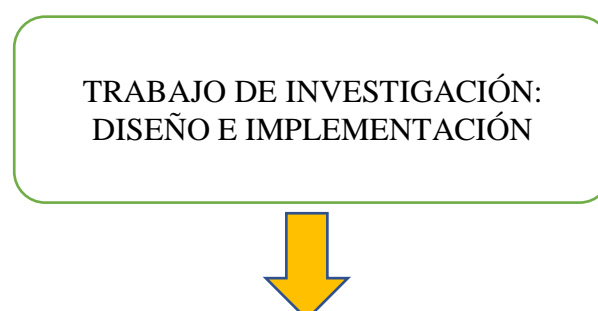 TRABAJO DE INVESTIGACIÓN:
DISEÑO E IMPLEMENTACIÓN